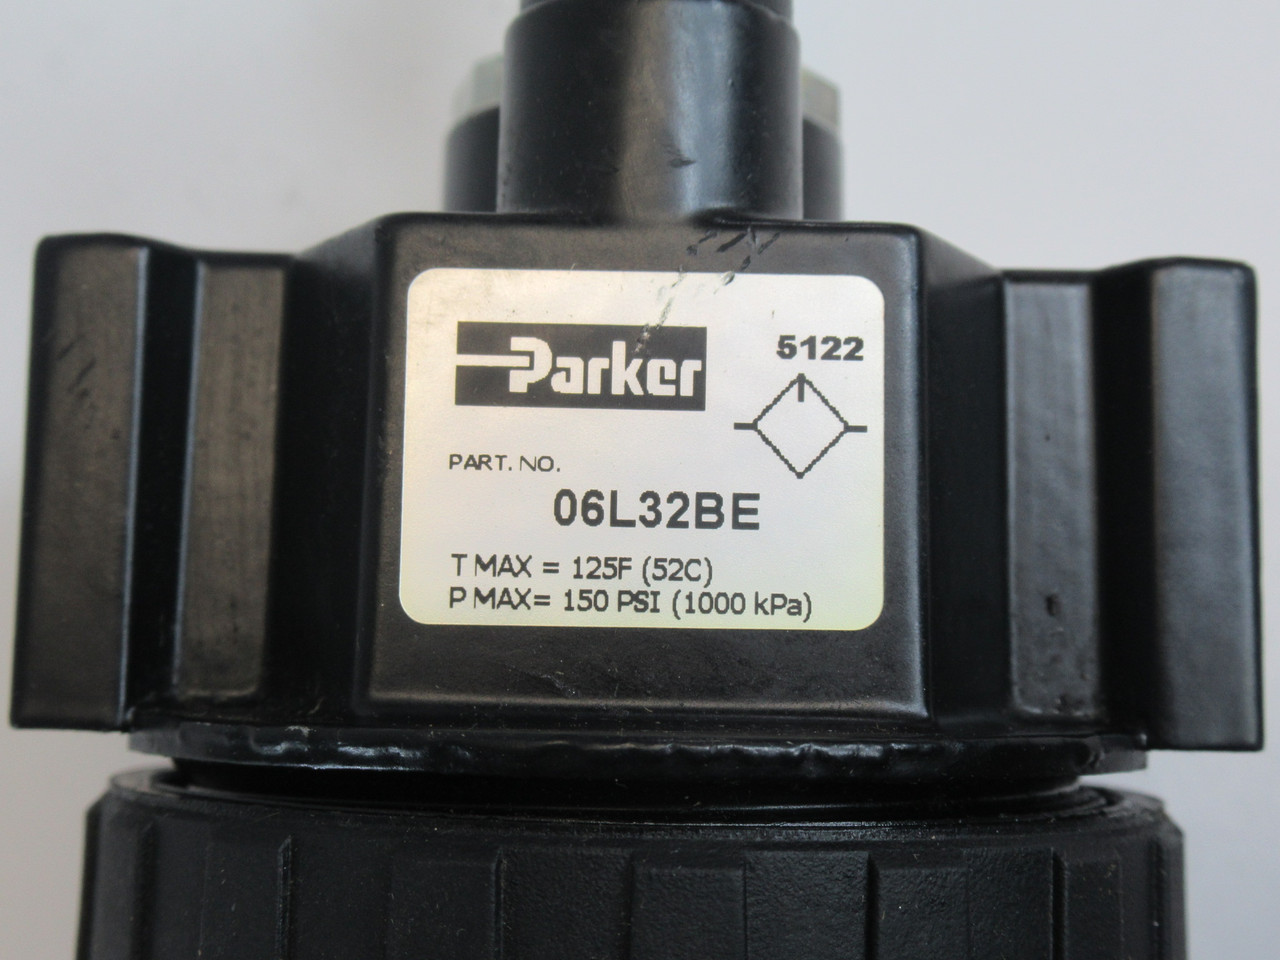 Parker
5122
PART. NO.
06L32BE
T MAX = 125F (52C)
P MAX= 150 PSI (1000 kPa)